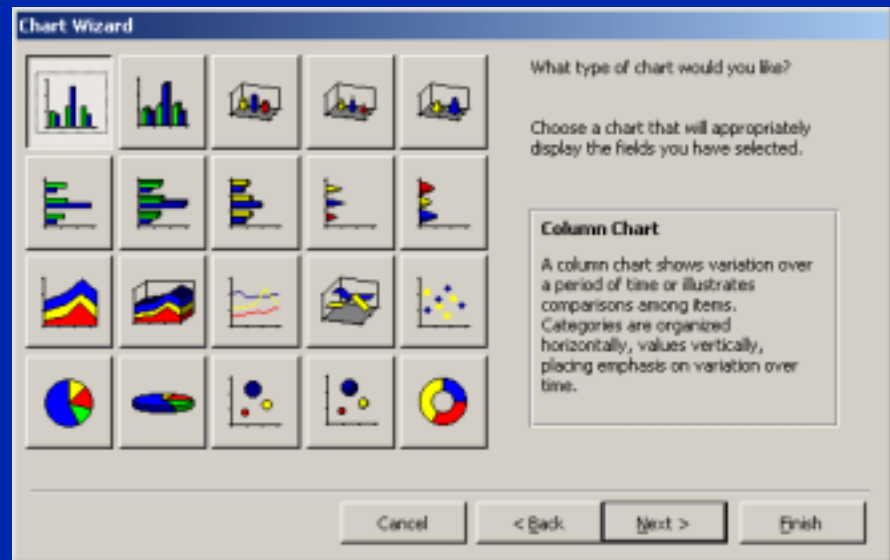 Chart Wizard
What type of chart would you like?
Choose a chart that will appropriately
display the fields you have selected.
Column Chart
A column chart shows variation over
a period of time or illustrates
comparisons among items.
Categories are organized
horizontally, values vertically,
placing emphasis on variation over
time.
Cancel
< Back
Next >
Finish